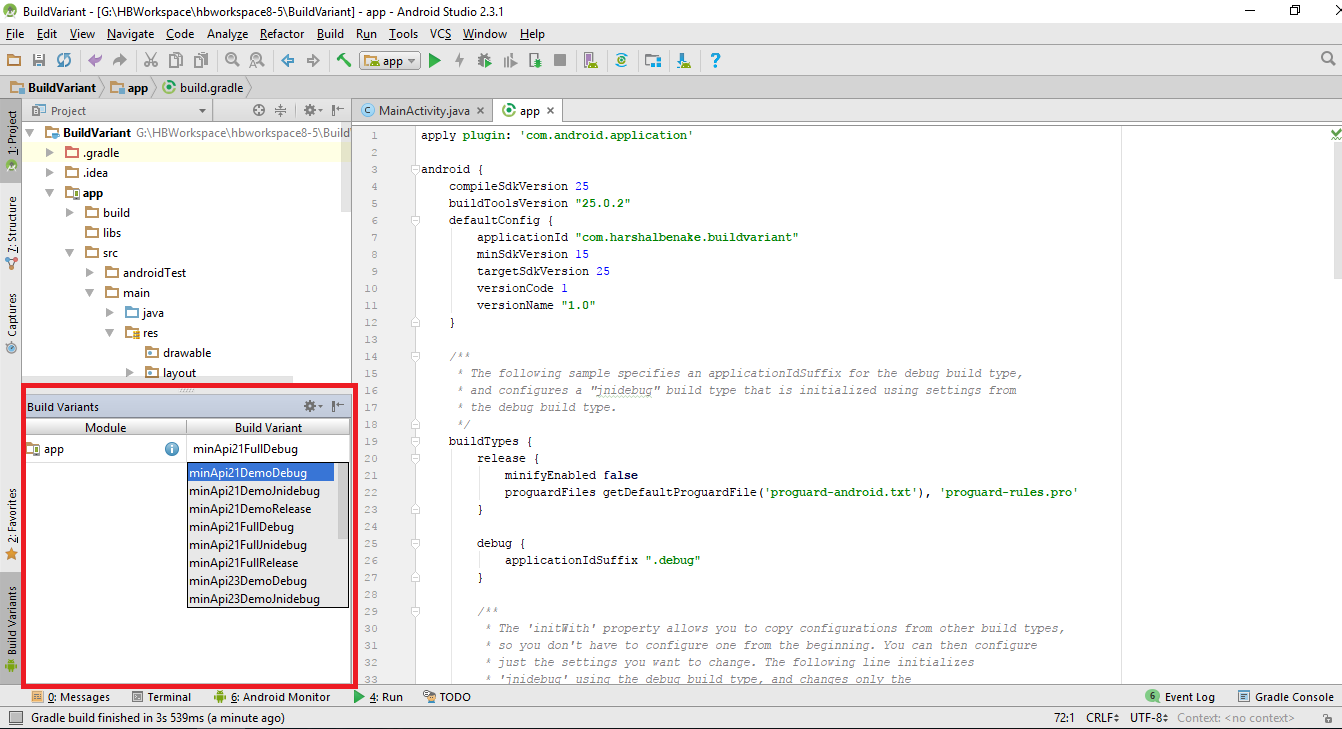 BuildVariant - [G:\HBWorkspace\hbworkspace8-5\BuildVariant] - app - Android Studio 2.3.1
File Edit View Navigate Code Analyze Refactor Build Run Tools VCS Window Help
app
BuildVariant app build.gradle
1: Project
7: Structure
Captures
2: Favorites
Build Variants
Project
BuildVariant G:\HBWorkspace\hbworkspace8-5\Build
.gradle
.idea
app
build
libs
src
androidTest
main
java
res
drawable
layout
Build Variants
Module Build Variant
app minApi21FullDebug
minApi21DemoDebug
minApi21DemoJnidebug
minApi21DemoRelease
minApi21FullDebug
minApi21FullJnidebug
minApi21FullRelease
minApi23DemoDebug
minApi23DemoJnidebug
MainActivity.java app
1 apply plugin: 'com.android.application'
2
3 android {
4 compileSdkVersion 25
5 buildToolsVersion "25.0.2"
6 defaultConfig {
7 applicationId "com.harshalbenake.buildvariant"
8 minSdkVersion 15
9 targetSdkVersion 25
10 versionCode 1
11 versionName "1.0"
12 }
13
14 /**
15 * The following sample specifies an applicationIdSuffix for the debug build type,
16 * and configures a "jnidebug" build type that is initialized using settings from
17 * the debug build type.
18 */
19 buildTypes {
20 release {
21 minifyEnabled false
22 proguardFiles getDefaultProguardFile('proguard-android.txt'), 'proguard-rules.pro'
23 }
24
25 debug {
26 applicationIdSuffix ".debug"
27 }
28
29 /**
30 * The 'initWith' property allows you to copy configurations from other build types,
31 * so you don't have to configure one from the beginning. You can then configure
32 * just the settings you want to change. The following line initializes
33 * 'jnidebug' using the debug build type, and changes only the
0: Messages Terminal 6: Android Monitor 4: Run TODO 6 Event Log Gradle Console
Gradle build finished in 3s 539ms (a minute ago) 72:1 CRLF UTF-8 Context: <no context>